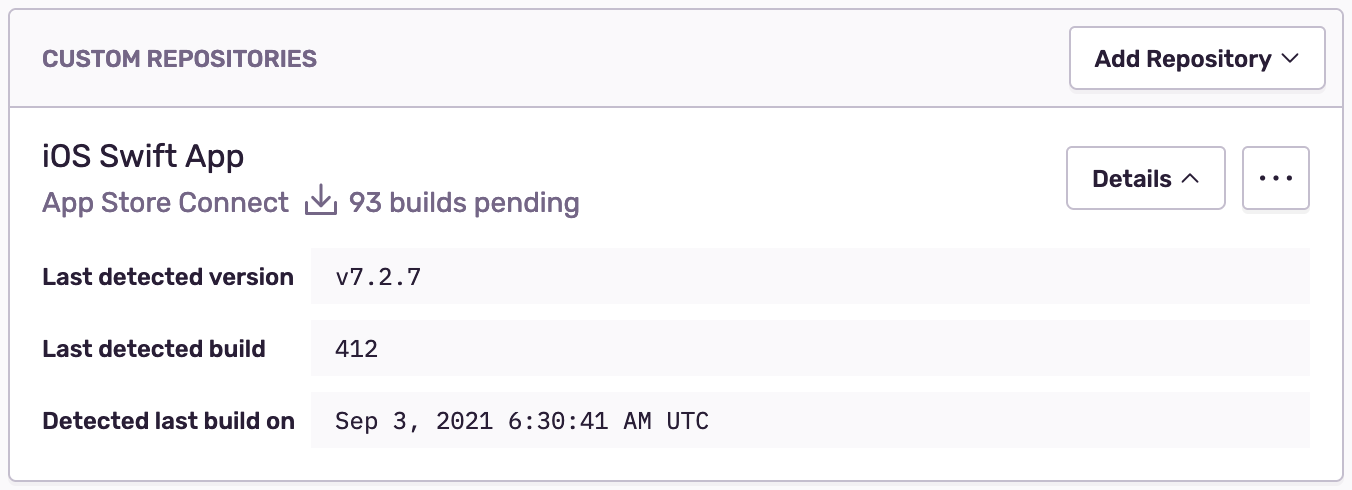 CUSTOM REPOSITORIES
Add Repository
iOS Swift App
App Store Connect 93 builds pending
Details
Last detected version v7.2.7
Last detected build 412
Detected last build on Sep 3, 2021 6:30:41 AM UTC